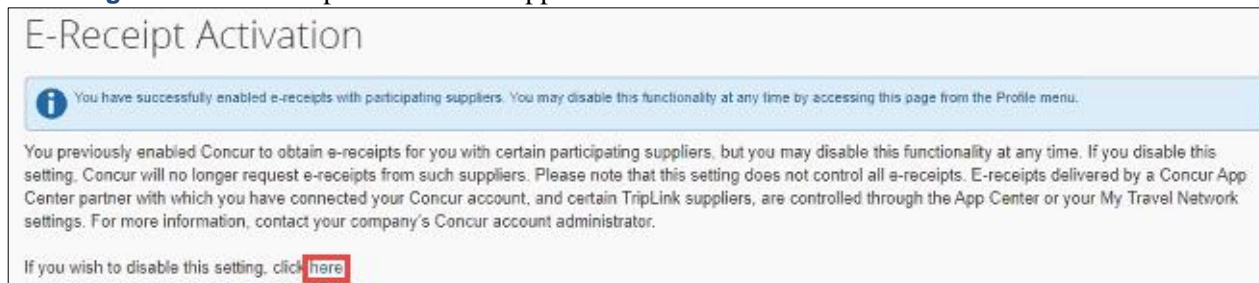 E-Receipt Activation
You have successfully enabled e-receipts with participating suppliers. You may disable this functionality at any time by accessing this page from the Profile menu.
You previously enabled Concur to obtain e-receipts for you with certain participating suppliers, but you may disable this functionality at any time. If you disable this
setting, Concur will no longer request e-receipts from such suppliers. Please note that this setting does not control all e-receipts. E-receipts delivered by a Concur App
Center partner with which you have connected your Concur account, and certain TripLink suppliers, are controlled through the App Center or your My Travel Network
settings. For more information, contact your company's Concur account administrator.
If you wish to disable this setting, click here